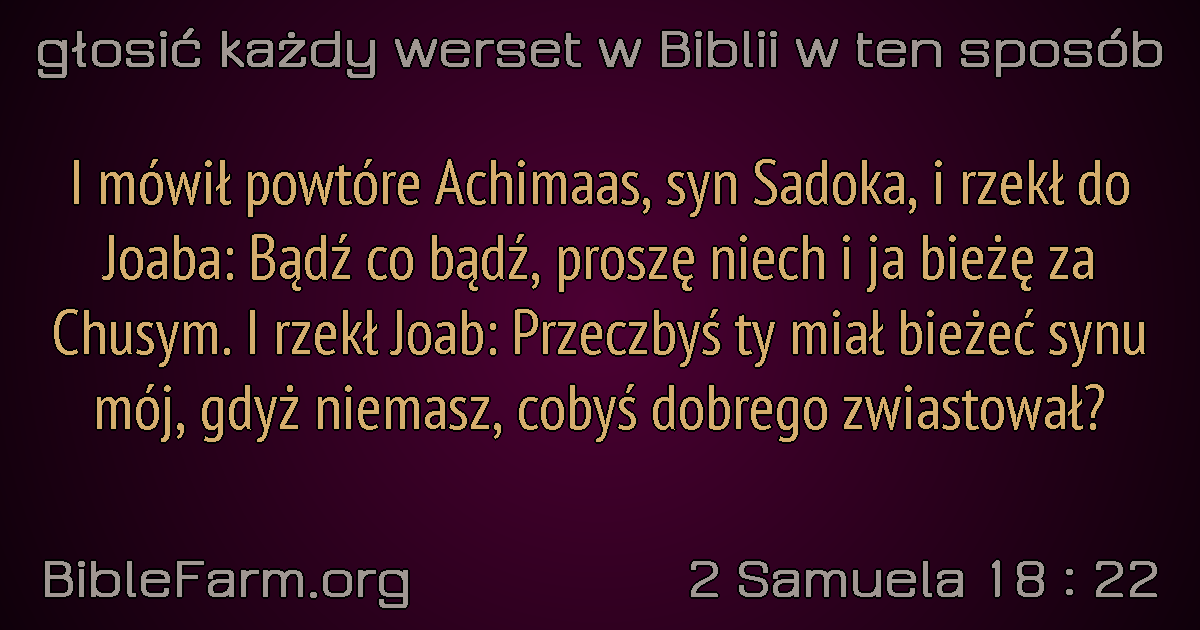 głosić każdy werset w Biblii w ten sposób
I mówił powtóre Achimaas, syn Sadoka, i rzekł do
Joaba: Bądź co bądź, proszę niech i ja bieżę za
Chusym. I rzekł Joab: Przeczbyś ty miał bieżeć synu
mój, gdyż niemasz, cobyś dobrego zwiastował?
BibleFarm.org
2 Samuela 18 : 22